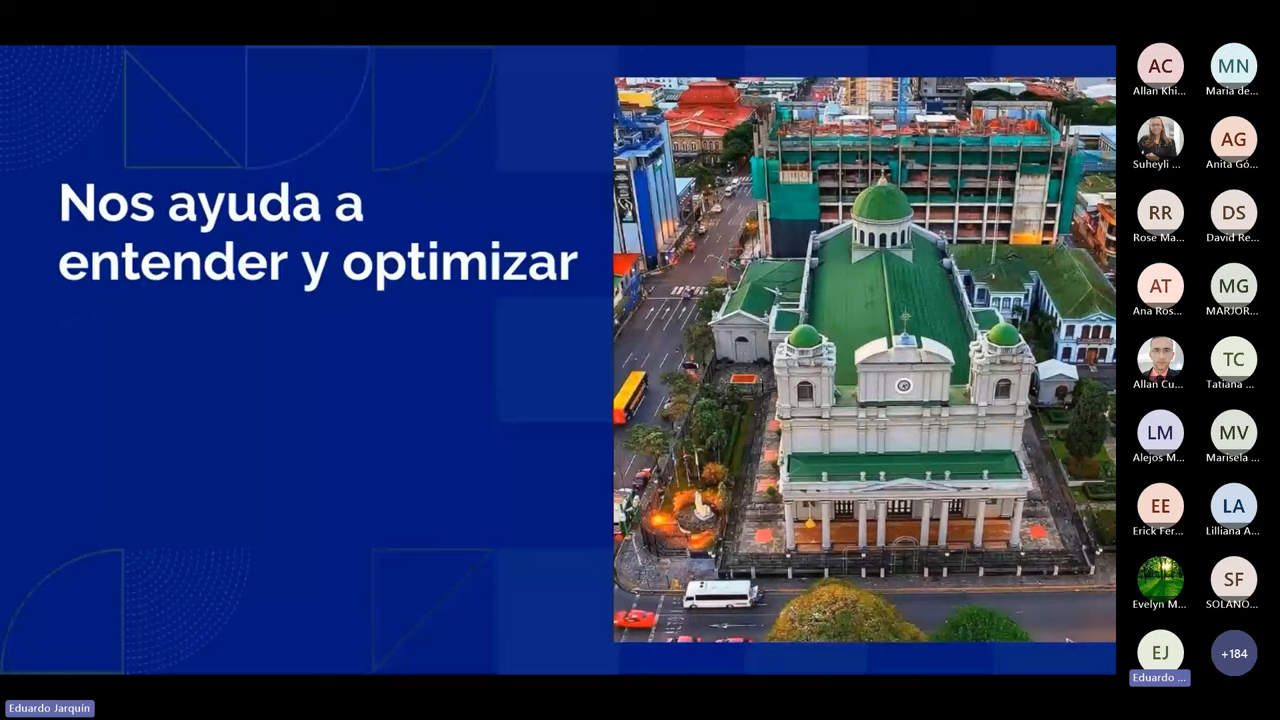 Nos ayuda a
entender y optimizar
AC
MN
Allan Khi...
Maria de...
AG
Suheyli ...
Anita Gó...
RR
DS
Rose Ma...
David Re...
AT
MG
Ana Ros...
MARJOR...
TC
Allan Cu...
Tatiana ...
LM
MV
Alejos M...
Marisela ...
EE
LA
Erick Fer...
Lilliana A...
SF
Evelyn M...
SOLANO...
EJ
+184
Eduardo ...
Eduardo Jarquín